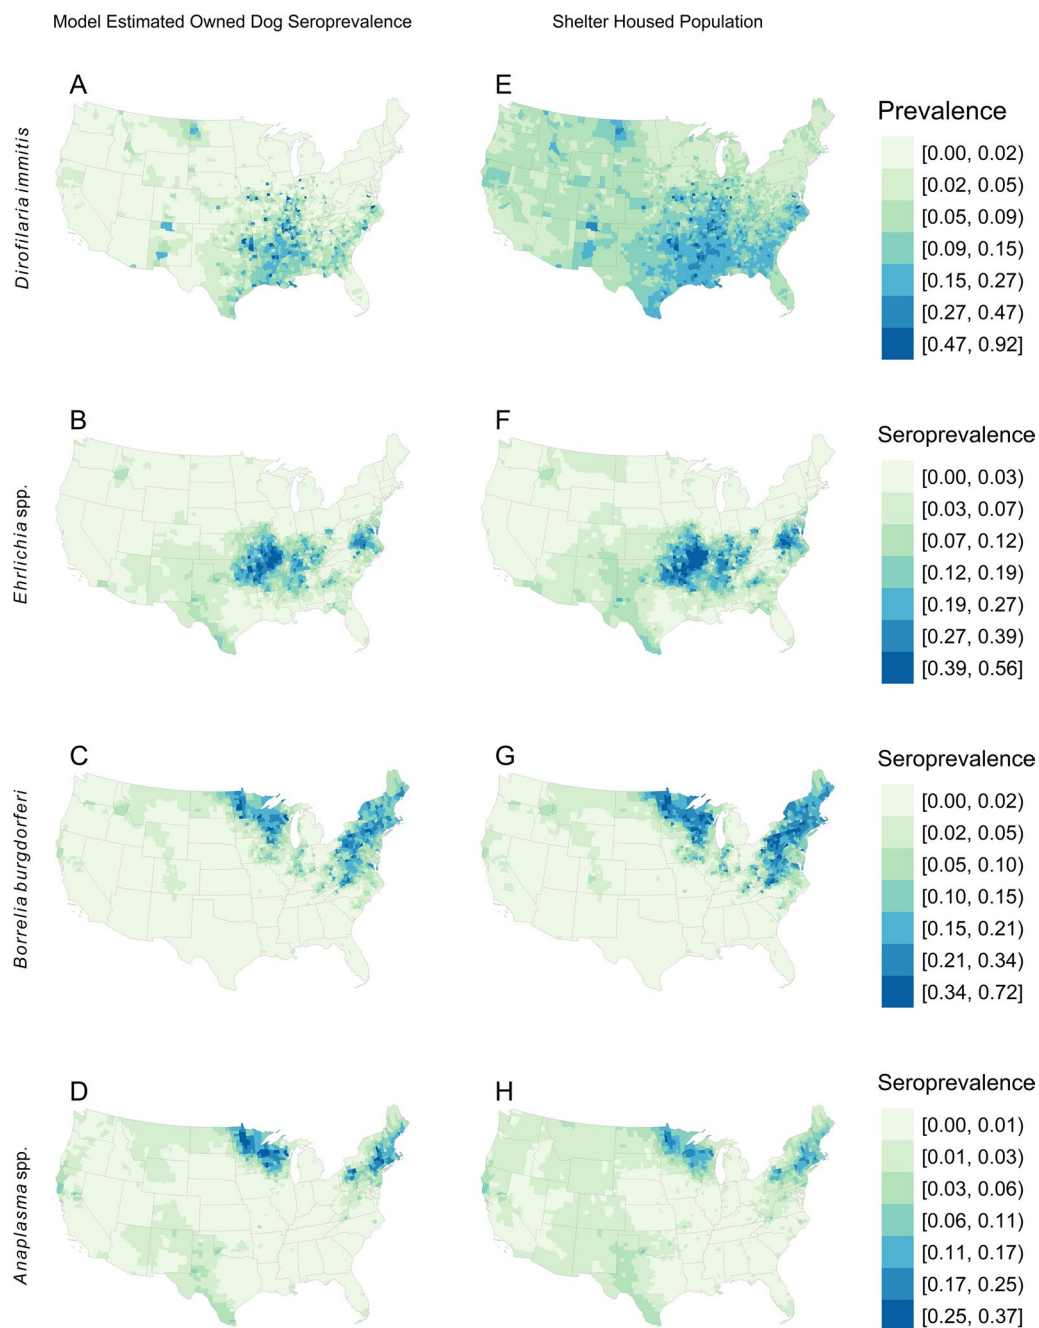 Model Estimated Owned Dog Seroprevalence
Shelter Housed Population
A
E
Dirofilaria immitis
Prevalence
[0.00, 0.02)
[0.02, 0.05)
[0.05, 0.09)
[0.09, 0.15)
[0.15, 0.27)
[0.27, 0.47)
[0.47, 0.92]
B
F
Ehrlichia spp.
Seroprevalence
[0.00, 0.03)
[0.03, 0.07)
[0.07, 0.12)
[0.12, 0.19)
[0.19, 0.27)
[0.27, 0.39)
[0.39, 0.56]
C
G
Borrelia burgdorferi
Seroprevalence
[0.00, 0.02)
[0.02, 0.05)
[0.05, 0.10)
[0.10, 0.15)
[0.15, 0.21)
[0.21, 0.34)
[0.34, 0.72]
D
H
Anaplasma spp.
Seroprevalence
[0.00, 0.01)
[0.01, 0.03)
[0.03, 0.06)
[0.06, 0.11)
[0.11, 0.17)
[0.17, 0.25)
[0.25, 0.37]